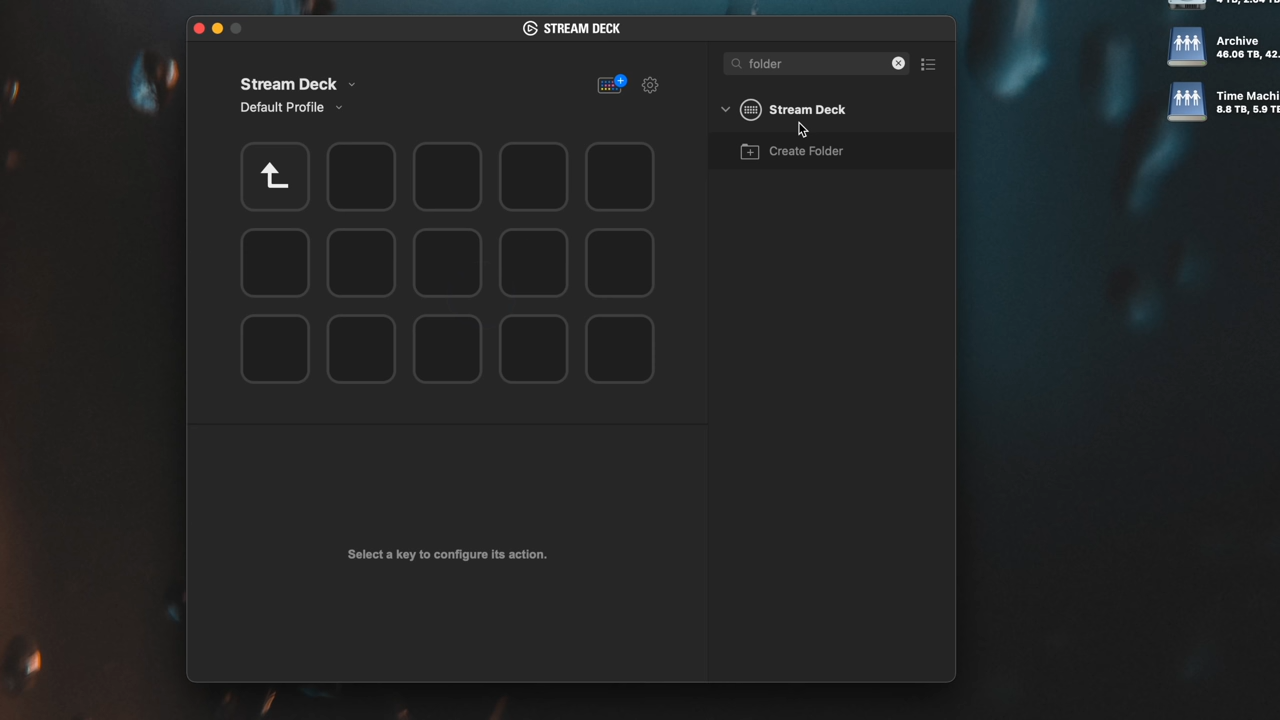 STREAM DECK
Stream Deck
Default Profile
folder
Stream Deck
Create Folder
Select a key to configure its action.
Archive
46.06 TB, 42.
Time Machi
8.8 TB, 5.9 T